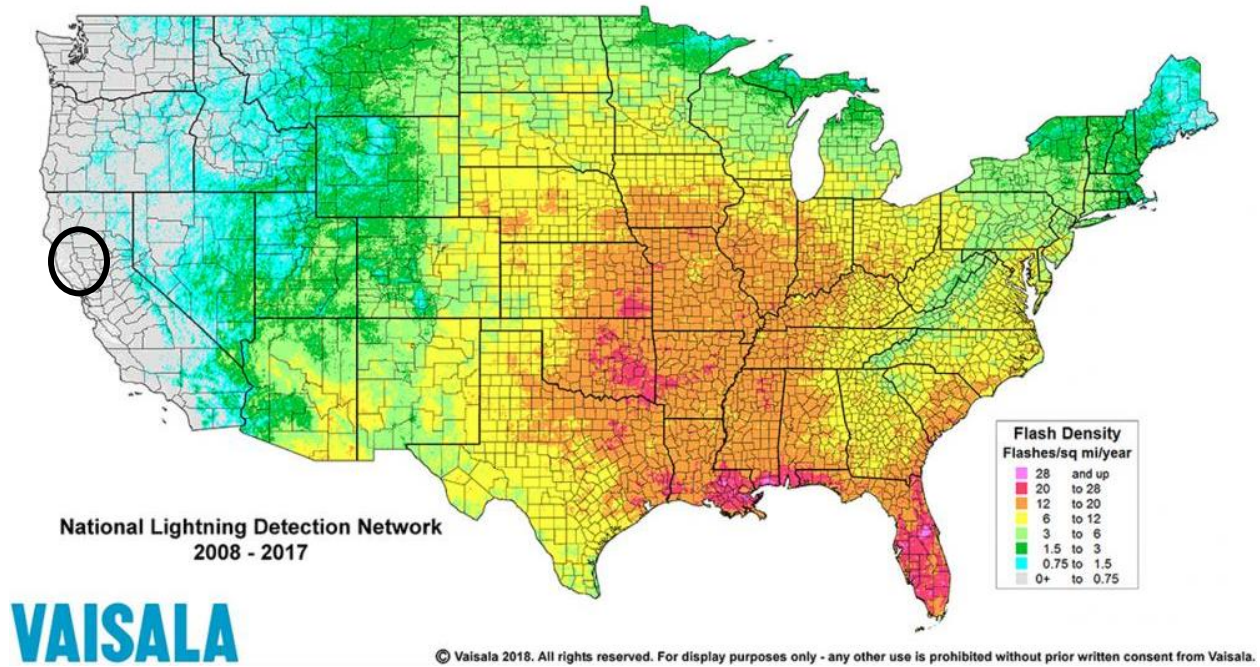 National Lightning Detection Network
2008 - 2017
Flash Density
Flashes/sq mi/year
28 and up
20 to 28
12 to 20
6 to 12
3 to 6
1.5 to 3
0.75 to 1.5
0+ to 0.75
VAISALA
© Vaisala 2018. All rights reserved. For display purposes only - any other use is prohibited without prior written consent from Vaisala.